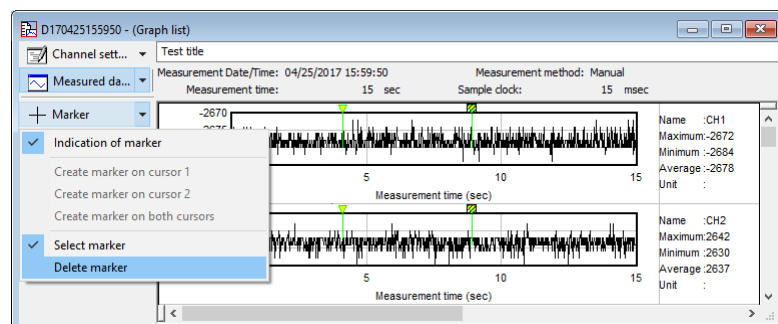 D170425155950 - (Graph list)
Channel sett...
Test title
Measured da...
Measurement Date/Time: 04/25/2017 15:59:50 Measurement method: Manual
Measurement time: 15 sec Sample clock: 15 msec
Marker
-2670
Name :CH1
Maximum:-2672
Minimum :-2684
Average :-2678
Unit :
5 10 15
Measurement time (sec)
Indication of marker
Create marker on cursor 1
Create marker on cursor 2
Create marker on both cursors
Select marker
Delete marker
Name :CH2
Maximum:2642
Minimum :2630
Average :2637
Unit :
5 10 15
Measurement time (sec)